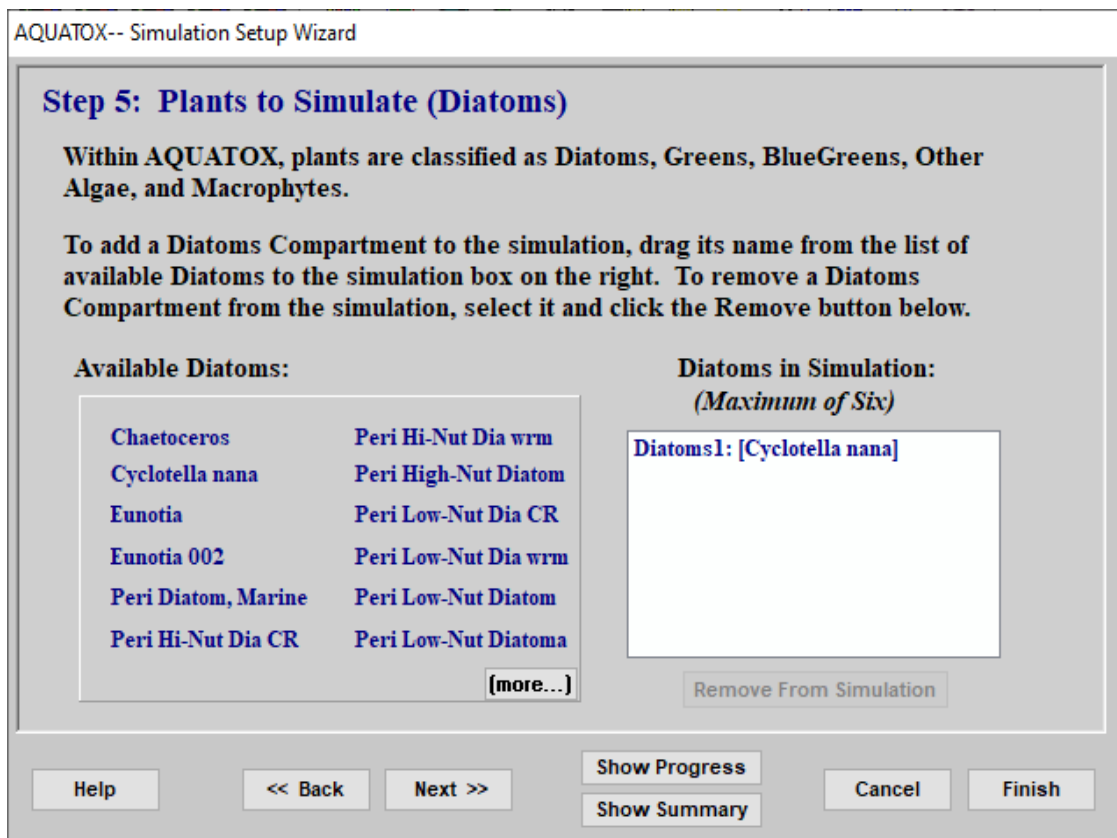 AQUATOX-- Simulation Setup Wizard
Step 5: Plants to Simulate (Diatoms)
Within AQUATOX, plants are classified as Diatoms, Greens, BlueGreens, Other
Algae, and Macrophytes.
To add a Diatoms Compartment to the simulation, drag its name from the list of
available Diatoms to the simulation box on the right. To remove a Diatoms
Compartment from the simulation, select it and click the Remove button below.
Available Diatoms:
Chaetoceros
Cyclotella nana
Eunotia
Eunotia 002
Peri Diatom, Marine
Peri Hi-Nut Dia CR
Peri Hi-Nut Dia wrm
Peri High-Nut Diatom
Peri Low-Nut Dia CR
Peri Low-Nut Dia wrm
Peri Low-Nut Diatom
Peri Low-Nut Diatoma
(more...)
Diatoms in Simulation:
(Maximum of Six)
Diatoms1: [Cyclotella nana]
Remove From Simulation
Help
<< Back
Next >>
Show Progress
Show Summary
Cancel
Finish